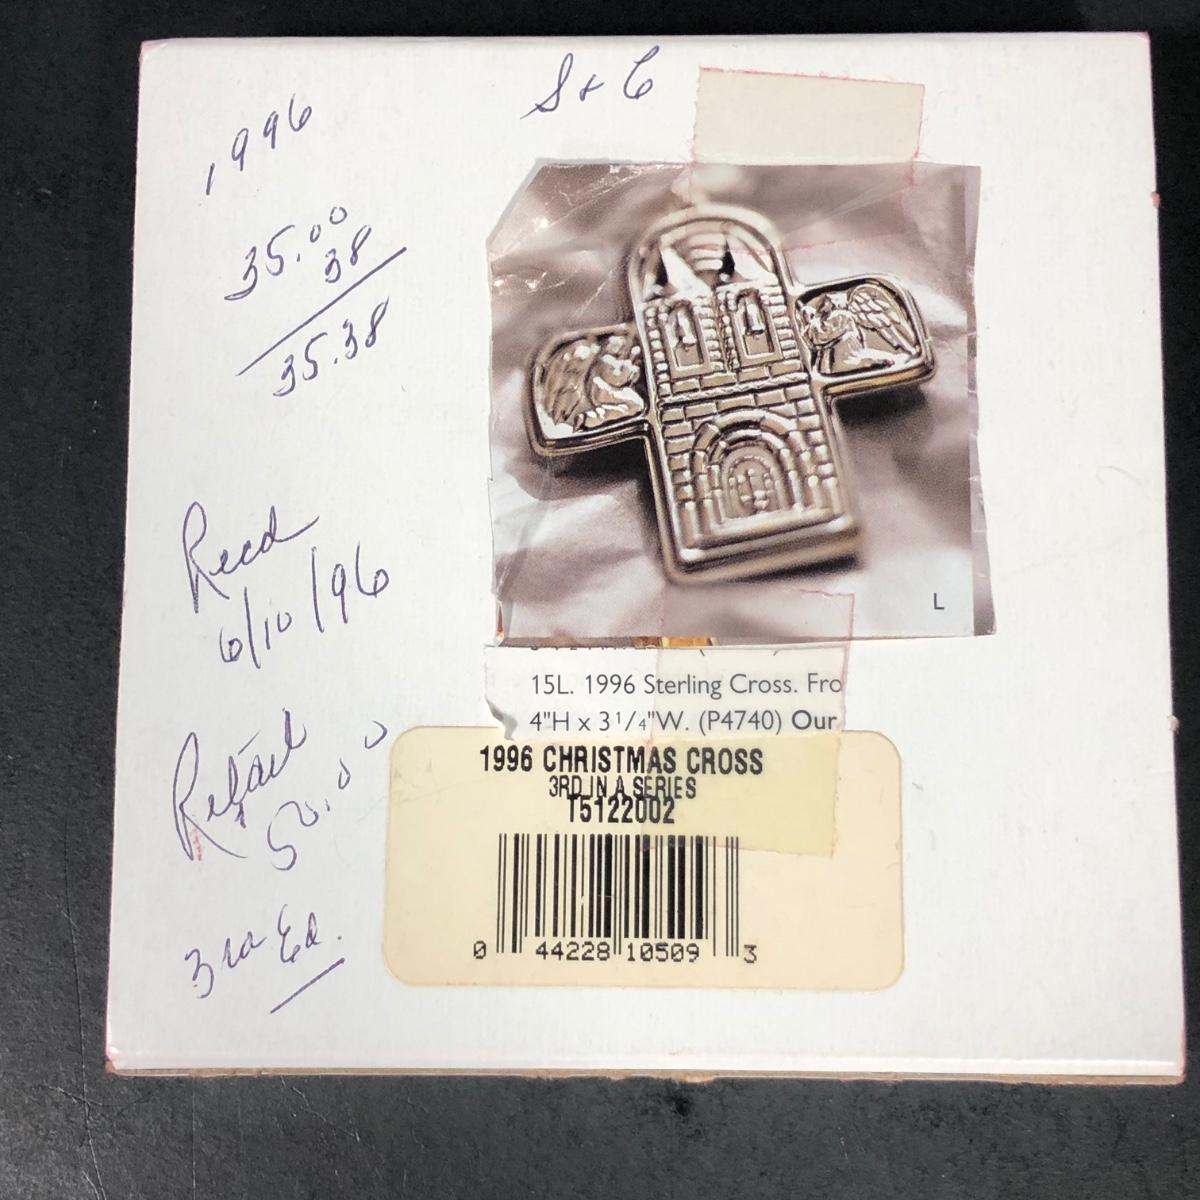 S & C
1996
35.00
38
35.38
Recd
6/10/96
Retail
50.00
3rd Ed.
L
15L. 1996 Sterling Cross. Fro
4"H x 3 1/4"W. (P4740) Our
1996 CHRISTMAS CROSS
3RD IN A SERIES
T5122002
0 44228 10509 3